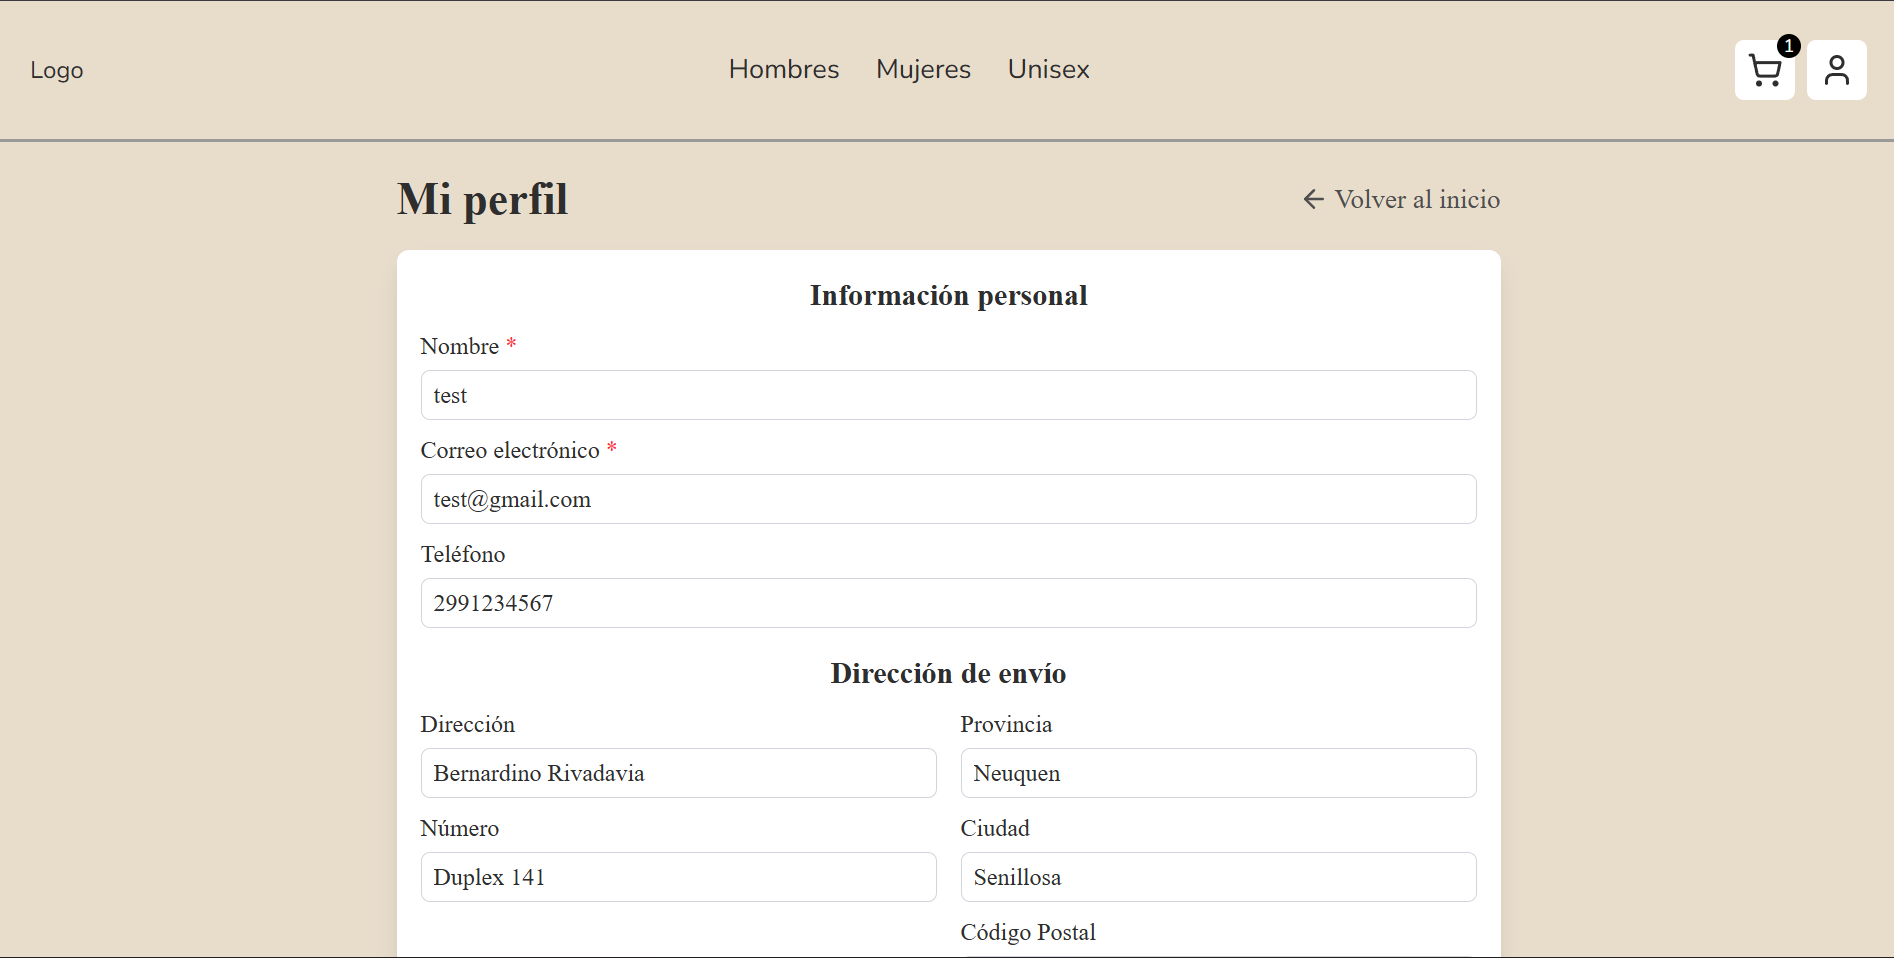 Logo
Hombres Mujeres Unisex
1
Mi perfil
← Volver al inicio
Información personal
Nombre *
test
Correo electrónico *
test@gmail.com
Teléfono
2991234567
Dirección de envío
Dirección
Bernardino Rivadavia
Provincia
Neuquen
Número
Duplex 141
Ciudad
Senillosa
Código Postal